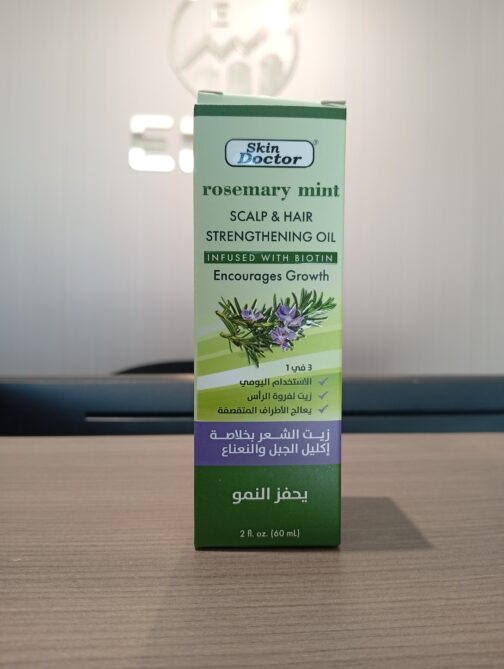 Skin
Doctor®
rosemary mint
SCALP & HAIR
STRENGTHENING OIL
INFUSED WITH BIOTIN
Encourages Growth
3 في 1
الاستخدام اليومي
زيت لفروة الرأس
يعالج الأطراف المتقصفة
زيت الشعر بخلاصة
إكليل الجبل والنعناع
يحفز النمو
2 fl. oz. (60 mL)